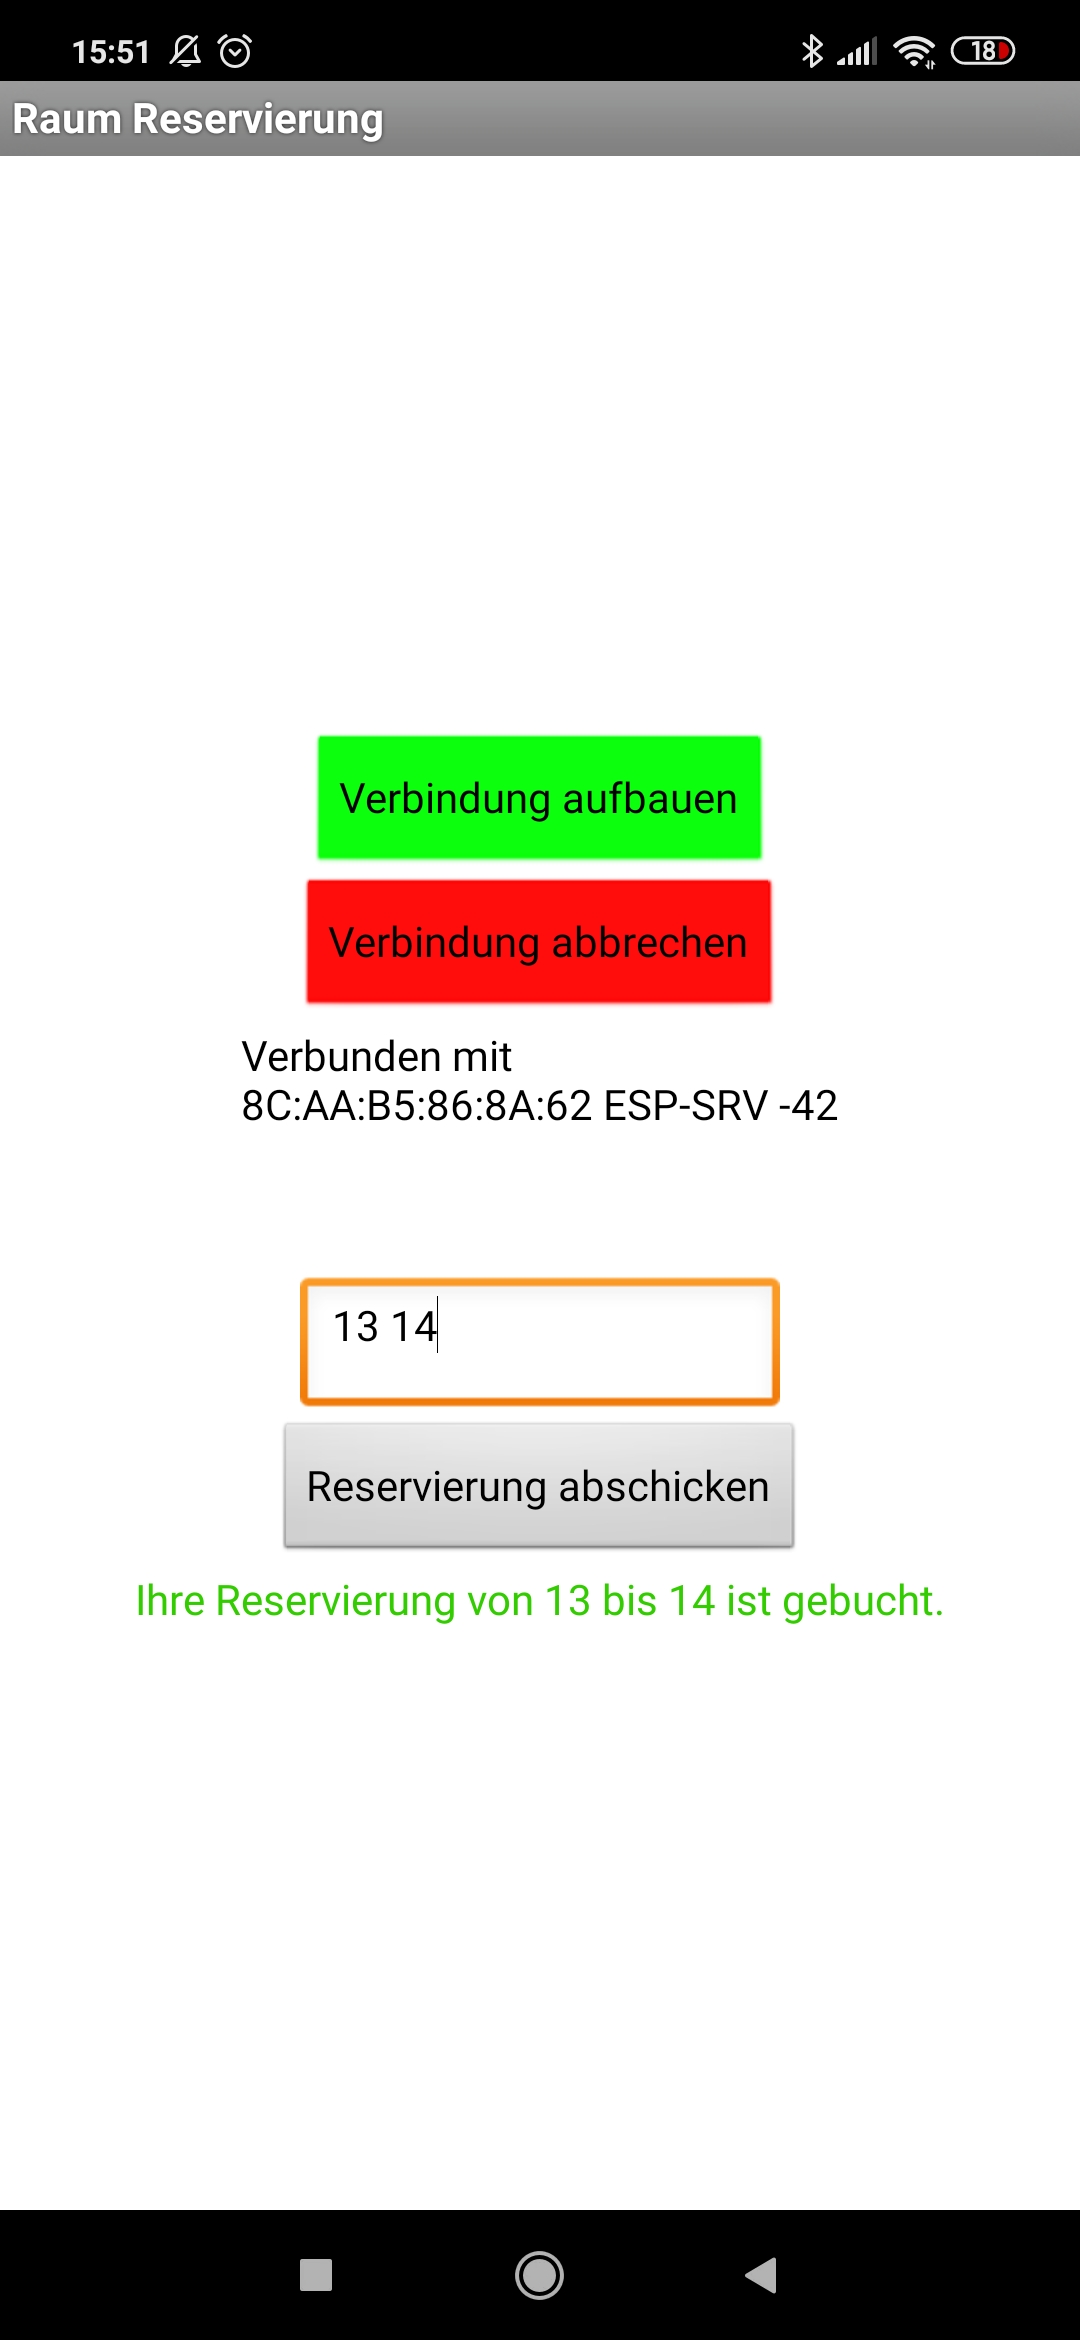 15:51
18
Raum Reservierung
Verbindung aufbauen
Verbindung abbrechen
Verbunden mit
8C:AA:B5:86:8A:62 ESP-SRV -42
13 14
Reservierung abschicken
Ihre Reservierung von 13 bis 14 ist gebucht.